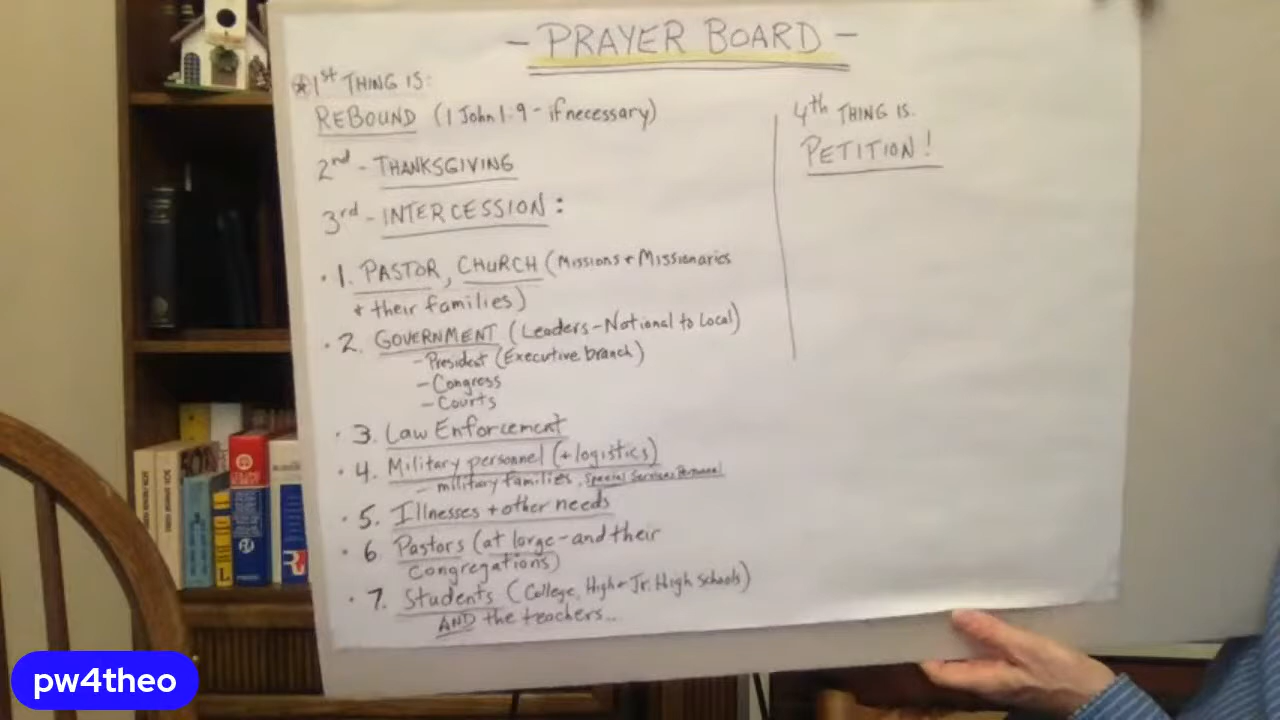 - PRAYER BOARD -
1st THING IS:
REBOUND (1 John 1:9 - if necessary)
2nd - THANKSGIVING
3rd - INTERCESSION:
• 1. PASTOR, CHURCH (Missions + Missionaries
+ their families)
• 2. GOVERNMENT (Leaders - National to Local)
- President (Executive branch)
- Congress
- Courts
• 3. Law Enforcement
• 4. Military personnel (+ logistics)
- military families, Special Services Personnel
• 5. Illnesses + other needs
• 6. Pastors (at large - and their
congregations)
• 7. Students (College, High + Jr. High schools)
AND the teachers...
4th THING IS.
PETITION!
pw4theo